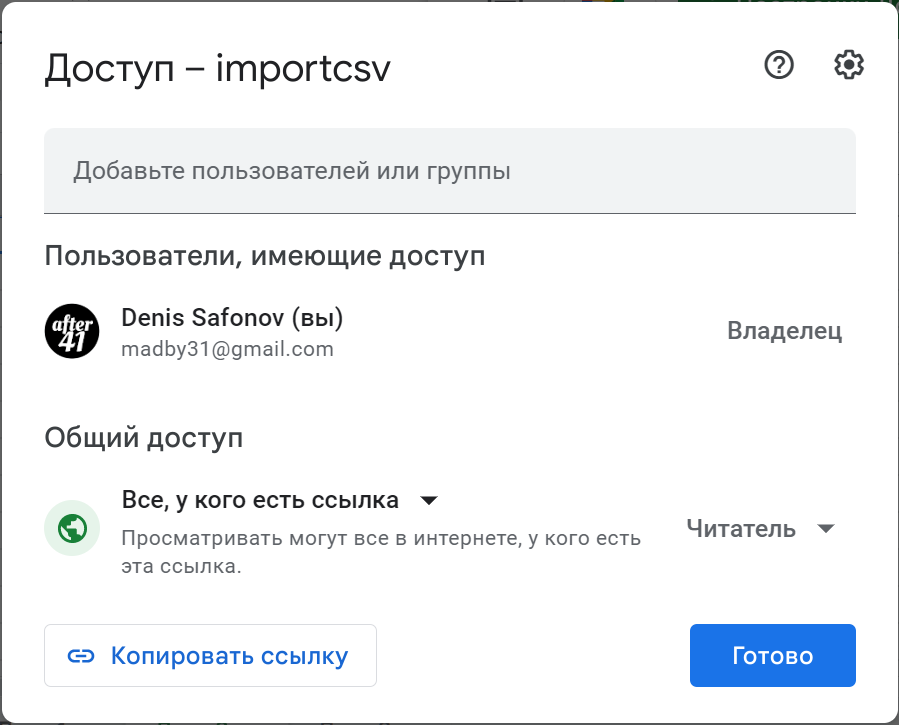 Доступ – importcsv
Добавьте пользователей или группы
Пользователи, имеющие доступ
after
41
Denis Safonov (вы)
madby31@gmail.com
Владелец
Общий доступ
Все, у кого есть ссылка
Просматривать могут все в интернете, у кого есть
эта ссылка.
Читатель
Копировать ссылку
Готово